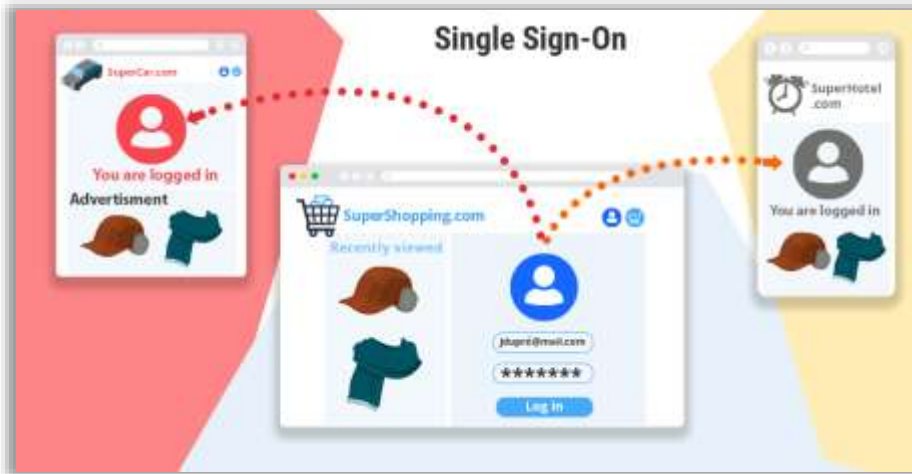 Single Sign-On
SuperCar.com
You are logged in
Advertisment
SuperShopping.com
Recently viewed
jdupré@mail.com
*******
Log in
SuperHotel
.com
You are logged in